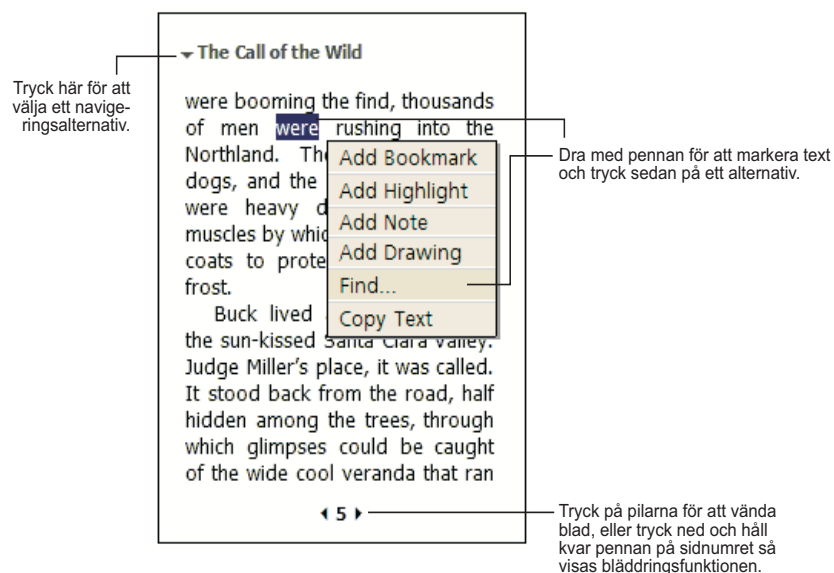 The Call of the Wild
Tryck här för att
välja ett navige-
ringsalternativ.
were booming the find, thousands
of men were rushing into the
Northland. The
dogs, and the
were heavy d
muscles by whic
coats to prote
frost.
Add Bookmark
Add Highlight
Add Note
Add Drawing
Find...
Copy Text
Dra med pennan för att markera text
och tryck sedan på ett alternativ.
Buck lived
the sun-kissed Santa Clara Valley.
Judge Miller's place, it was called.
It stood back from the road, half
hidden among the trees, through
which glimpses could be caught
of the wide cool veranda that ran
5
Tryck på pilarna för att vända
blad, eller tryck ned och håll
kvar pennan på sidnumret så
visas bläddringsfunktionen.